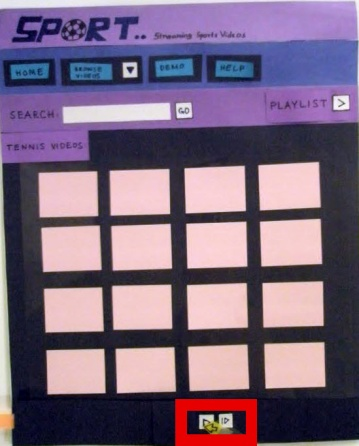 SPORT.. Streaming Sports Videos
HOME BROWSE VIDEOS DEMO HELP
SEARCH: GO PLAYLIST >
TENNIS VIDEOS